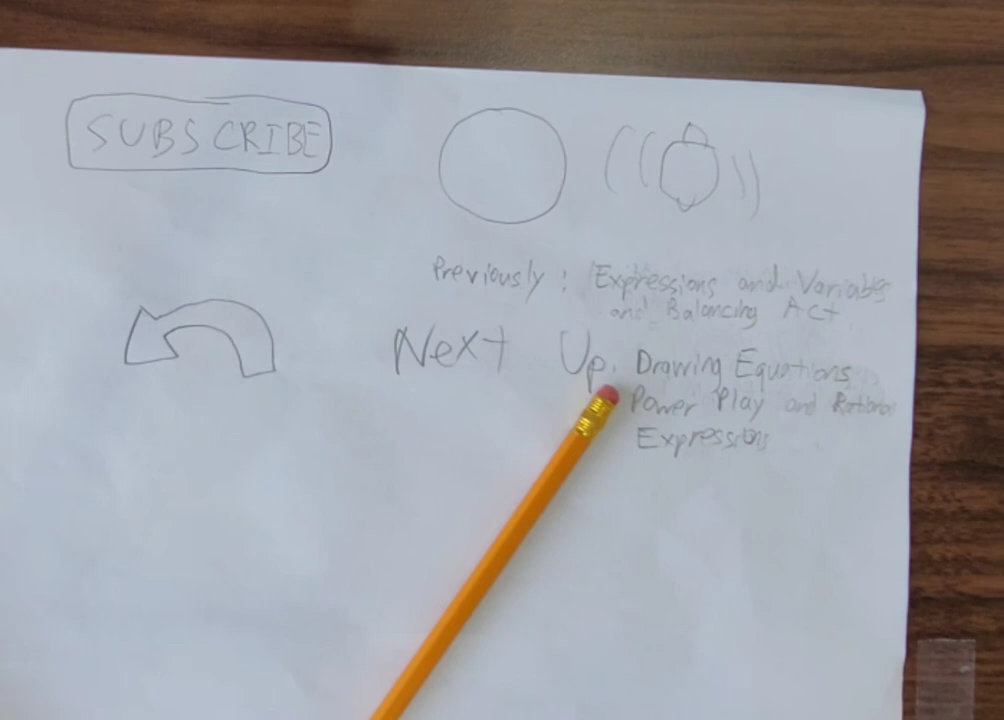 SUBSCRIBE
Previously: Expressions and Variables
and Balancing Act
Next Up: Drawing Equations
Power Play and Rational
Expressions